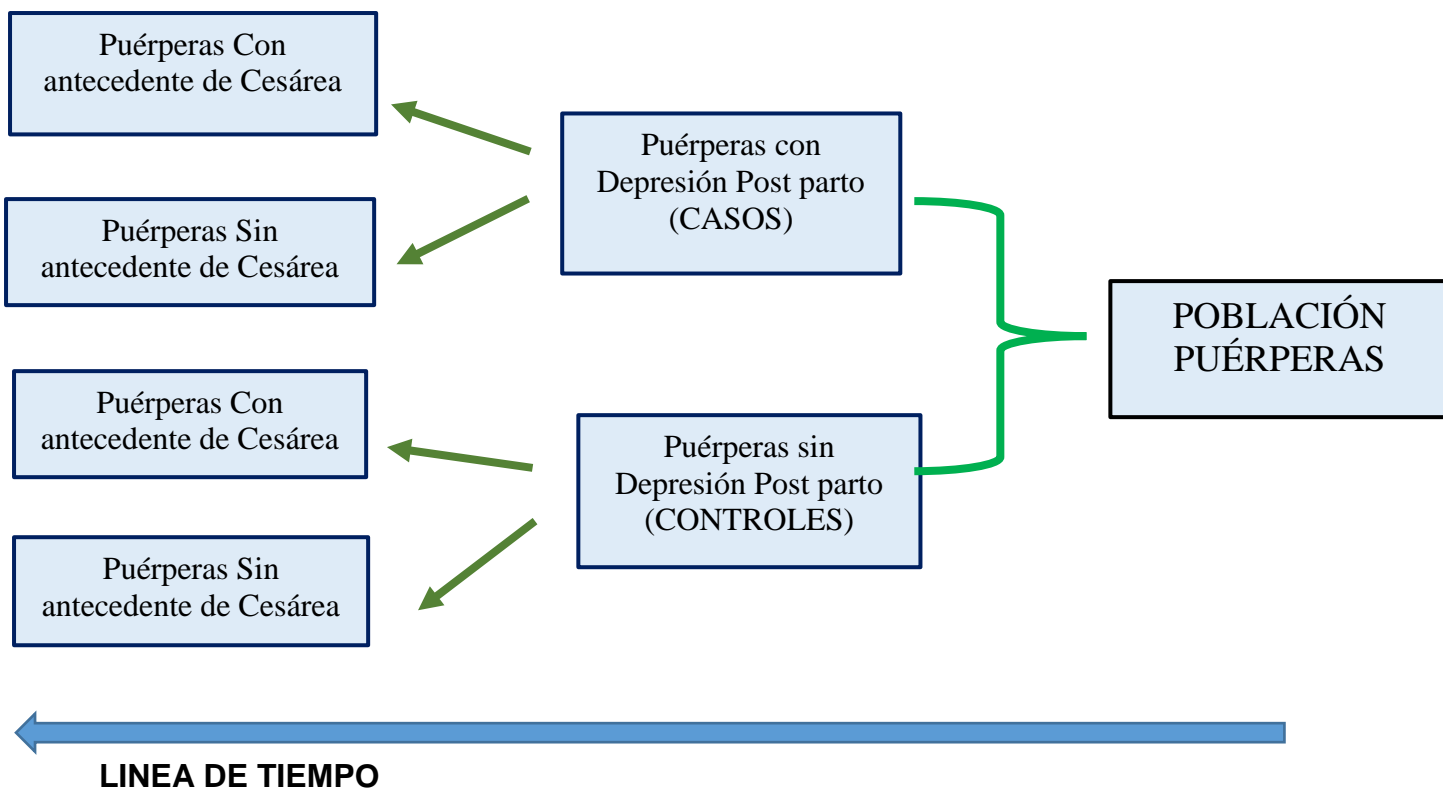 Puérperas Con
antecedente de Cesárea
Puérperas Sin
antecedente de Cesárea
Puérperas Con
antecedente de Cesárea
Puérperas Sin
antecedente de Cesárea
Puérperas con
Depresión Post parto
(CASOS)
Puérperas sin
Depresión Post parto
(CONTROLES)
POBLACIÓN
PUÉRPERAS
LINEA DE TIEMPO